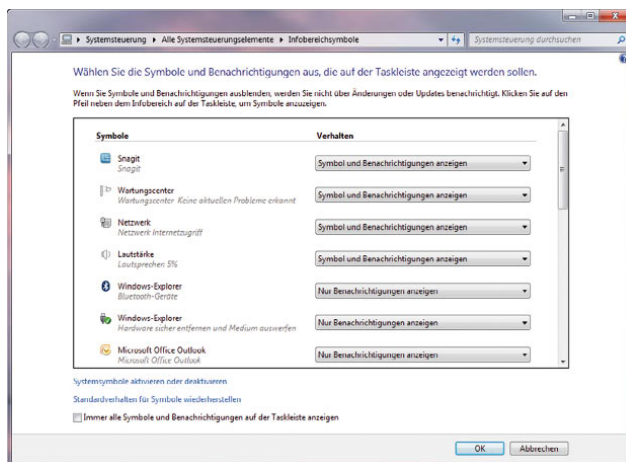 Systemsteuerung ▸ Alle Systemsteuerungselemente ▸ Infobereichsymbole
Systemsteuerung durchsuchen
Wählen Sie die Symbole und Benachrichtigungen aus, die auf der Taskleiste angezeigt werden sollen.
Wenn Sie Symbole und Benachrichtigungen ausblenden, werden Sie nicht über Änderungen oder Updates benachrichtigt. Klicken Sie auf den
Pfeil neben dem Infobereich auf der Taskleiste, um Symbole anzuzeigen.
Symbole Verhalten
Snagit
Snagit
Symbol und Benachrichtigungen anzeigen
Wartungscenter
Wartungscenter Keine aktuellen Probleme erkannt
Symbol und Benachrichtigungen anzeigen
Netzwerk
Netzwerk Internetzugriff
Symbol und Benachrichtigungen anzeigen
Lautstärke
Lautsprecher: 5%
Symbol und Benachrichtigungen anzeigen
Windows-Explorer
Bluetooth-Geräte
Nur Benachrichtigungen anzeigen
Windows-Explorer
Hardware sicher entfernen und Medium auswerfen
Nur Benachrichtigungen anzeigen
Microsoft Office Outlook
Microsoft Office Outlook
Nur Benachrichtigungen anzeigen
Systemsymbole aktivieren oder deaktivieren
Standardverhalten für Symbole wiederherstellen
Immer alle Symbole und Benachrichtigungen auf der Taskleiste anzeigen
OK Abbrechen